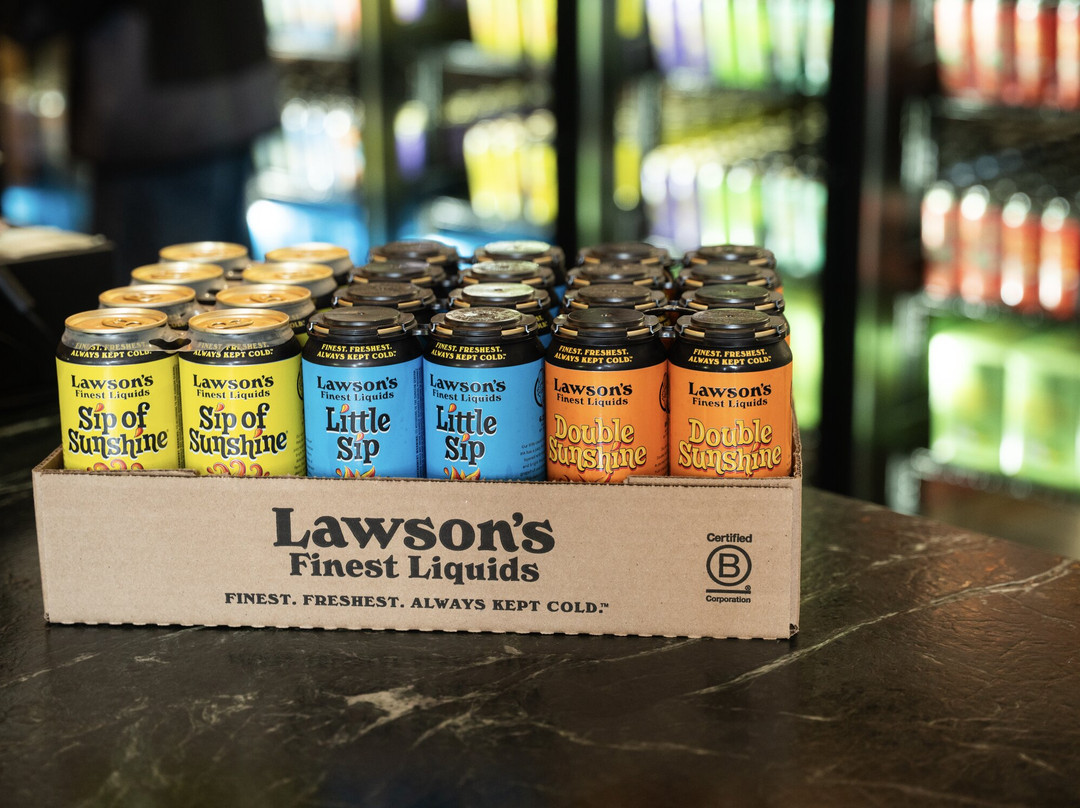 FINEST. FRESHEST.
ALWAYS KEPT COLD.
Lawson's
Finest Liquids
Sip of
Sunshine
FINEST. FRESHEST.
ALWAYS KEPT COLD.
Lawson's
Finest Liquids
Sip of
Sunshine
FINEST. FRESHEST.
ALWAYS KEPT COLD.
Lawson's
Finest Liquids
Little
Sip
FINEST. FRESHEST.
ALWAYS KEPT COLD.
Lawson's
Finest Liquids
Little
Sip
FINEST. FRESHEST.
ALWAYS KEPT COLD.
Lawson's
Finest Liquids
Double
Sunshine
FINEST. FRESHEST.
ALWAYS KEPT COLD.
Lawson's
Finest Liquids
Double
Sunshine
Lawson's
Finest Liquids
FINEST. FRESHEST. ALWAYS KEPT COLD.™
Certified
B
®
Corporation